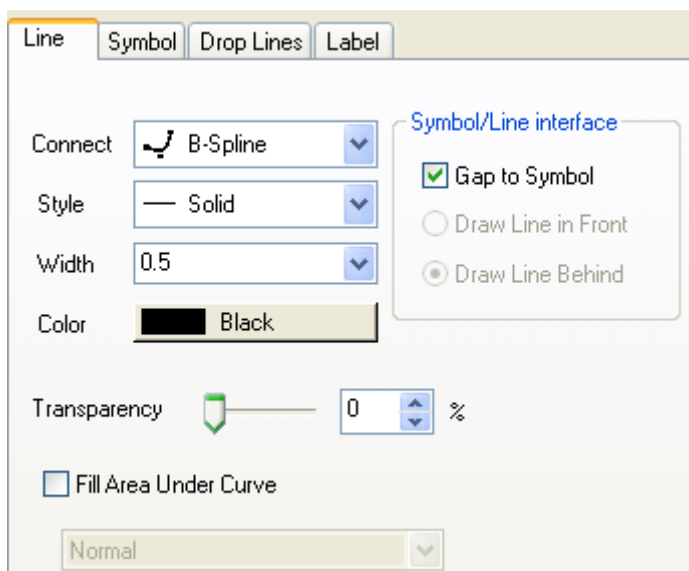 Line Symbol Drop Lines Label
Connect B-Spline
Style Solid
Width 0.5
Color Black
Symbol/Line interface
Gap to Symbol
Draw Line in Front
Draw Line Behind
Transparency 0 %
Fill Area Under Curve
Normal